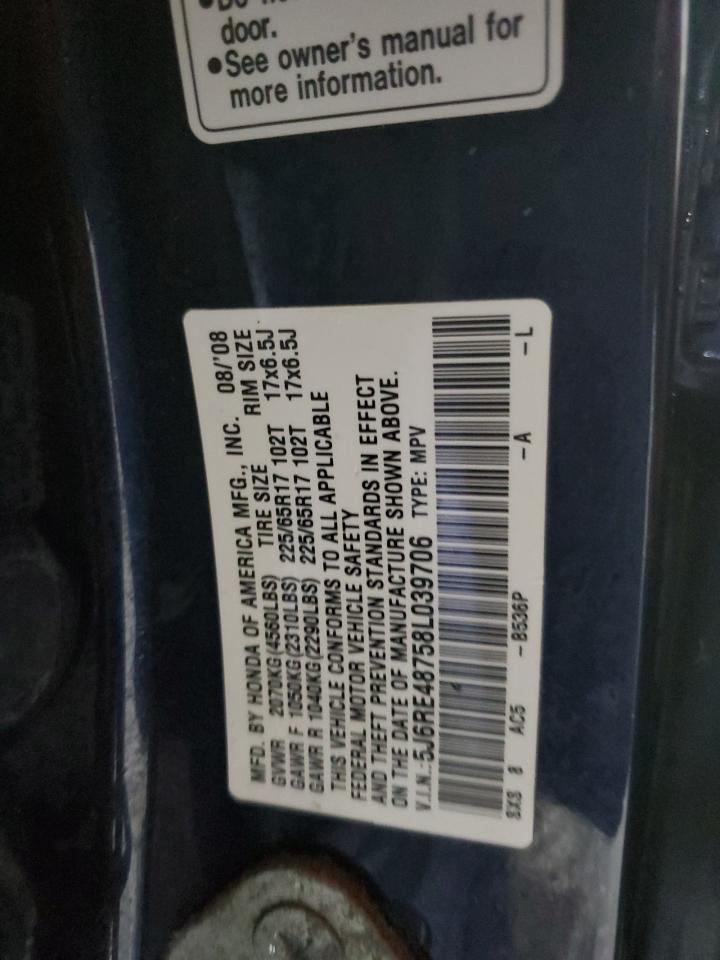 door.
•See owner's manual for
more information.
MFD. BY HONDA OF AMERICA MFG., INC. 08/'08
GVWR 2070KG(4560LBS) TIRE SIZE RIM SIZE
GAWR F 1050KG(2310LBS) 225/65R17 102T 17x6.5J
GAWR R 1040KG(2290LBS) 225/65R17 102T 17x6.5J
THIS VEHICLE CONFORMS TO ALL APPLICABLE
FEDERAL MOTOR VEHICLE SAFETY
AND THEFT PREVENTION STANDARDS IN EFFECT
ON THE DATE OF MANUFACTURE SHOWN ABOVE.
V.I.N.:5J6RE48758L039706 TYPE: MPV
SXS 8 AC5 -B536P -A -L